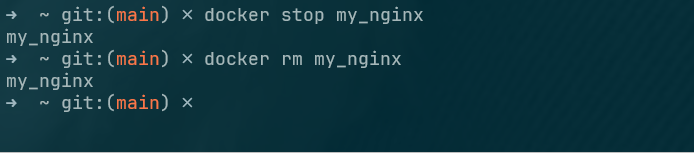 ➜  ~ git:(main) ✗ docker stop my_nginx
my_nginx
➜  ~ git:(main) ✗ docker rm my_nginx
my_nginx
➜  ~ git:(main) ✗